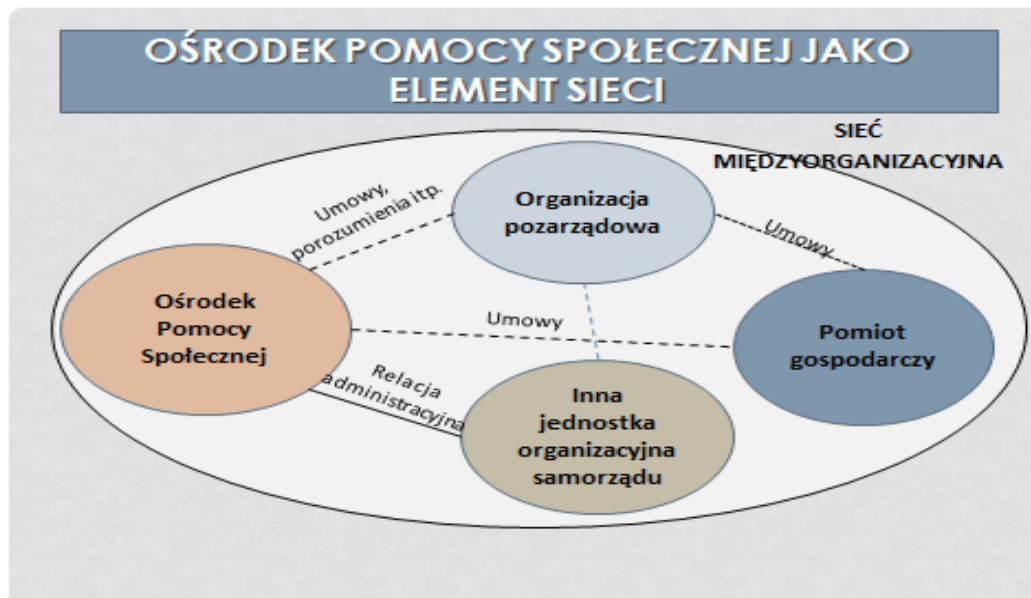 OŚRODEK POMOCY SPOŁECZNEJ JAKO
ELEMENT SIECI
SIEĆ
MIĘDZYORGANIZACYJNA
Umowy,
porozumienia itp.
Organizacja
pozarządowa
Umowy
Ośrodek
Pomocy
Społecznej
Umowy
Pomiot
gospodarczy
Relacja
administracyjna
Inna
jednostka
organizacyjna
samorządu